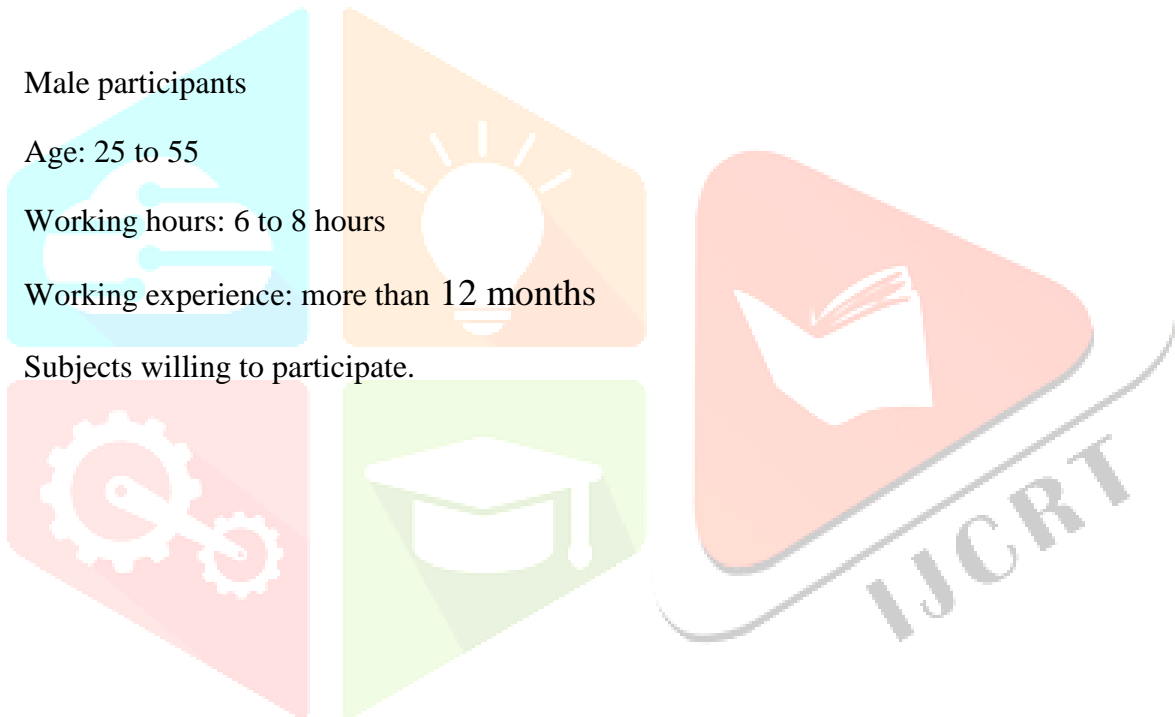 Male participants
Age: 25 to 55
Working hours: 6 to 8 hours
Working experience: more than 12 months
Subjects willing to participate.
IJCRT